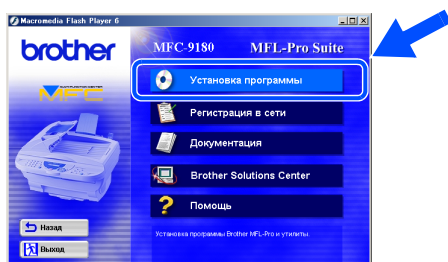 Macromedia Flash Player 6
brother
MFC-9180 MFL-Pro Suite
MFC
Установка программы
Регистрация в сети
Документация
Brother Solutions Center
Помощь
Назад
Выход
Установка программы Brother MFL-Pro и утилиты.